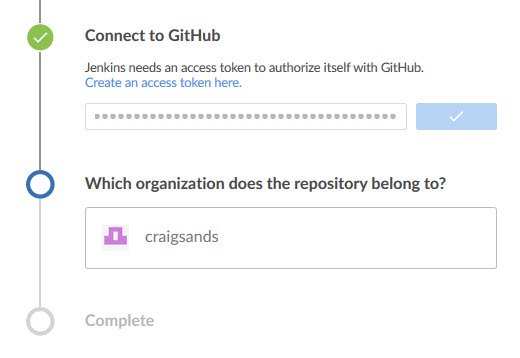 Connect to GitHub
Jenkins needs an access token to authorize itself with GitHub.
Create an access token here.
Which organization does the repository belong to?
craigsands
Complete